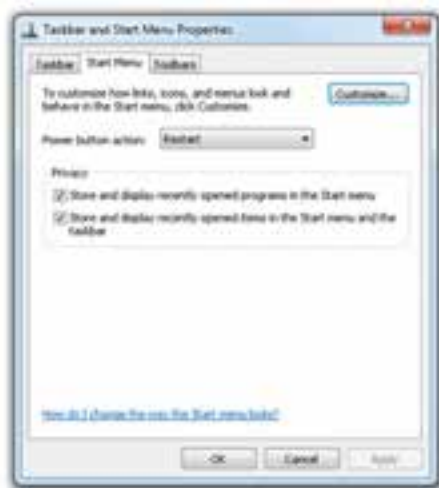 Taskbar and Start Menu Properties
Taskbar
Start Menu
Toolbars
To customize how links, icons, and menus look and
behave in the Start menu, click Customize.
Customize...
Power button action:
Restart
Privacy
Store and display recently opened programs in the Start menu
Store and display recently opened items in the Start menu and the
taskbar
How do I change the way the Start menu looks?
OK
Cancel
Apply